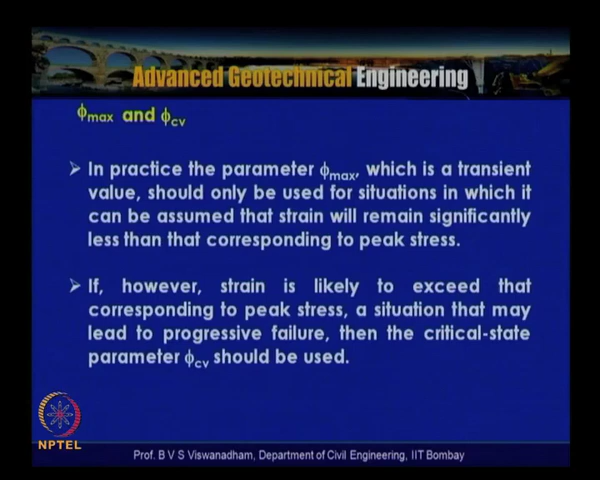 Advanced Geotechnical Engineering
ϕmax and ϕcv
➢ In practice the parameter ϕmax, which is a transient
value, should only be used for situations in which it
can be assumed that strain will remain significantly
less than that corresponding to peak stress.
➢ If, however, strain is likely to exceed that
corresponding to peak stress, a situation that may
lead to progressive failure, then the critical-state
parameter ϕcv should be used.
NPTEL
Prof. B V S Viswanadham, Department of Civil Engineering, IIT Bombay